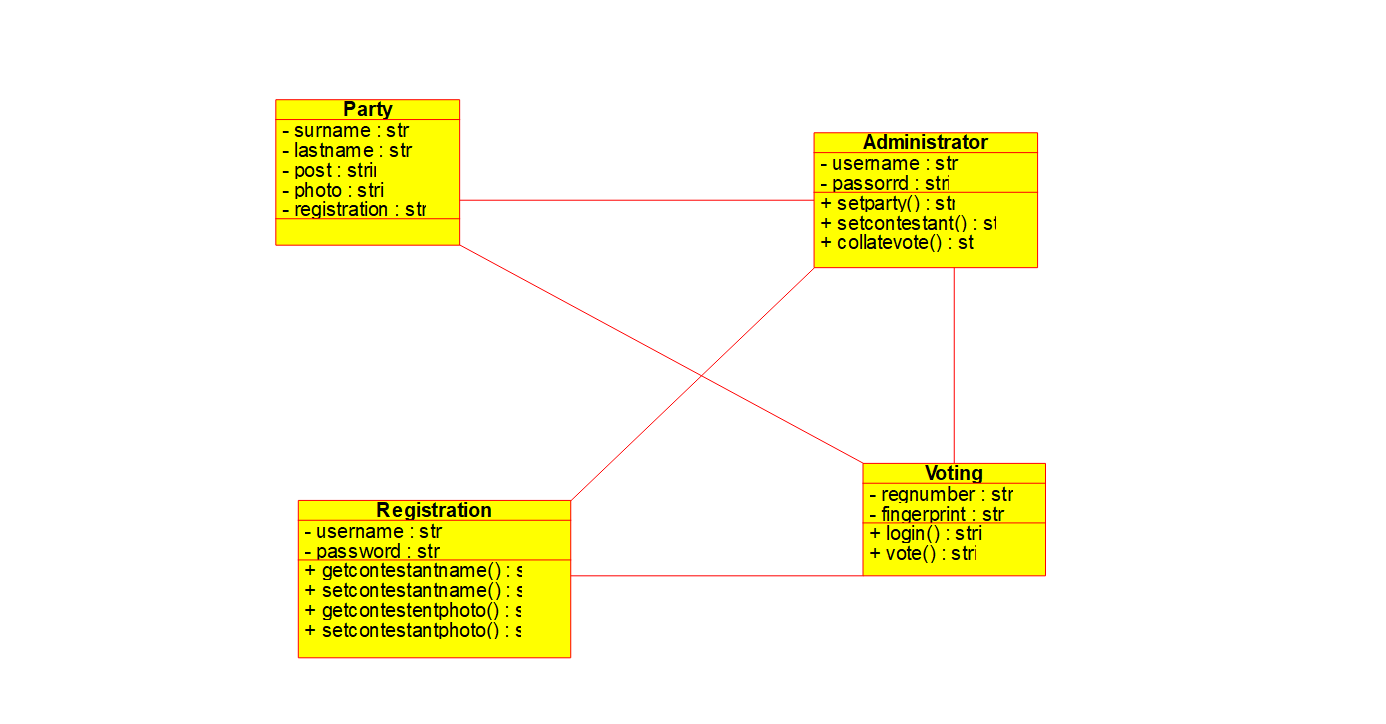 Party
- surname : str
- lastname : str
- post : stri
- photo : stri
- registration : str
Administrator
- username : str
- passorrd : stri
+ setparty() : str
+ setcontestant() : st
+ collatevote() : st
Voting
- regnumber : str
- fingerprint : str
+ login() : stri
+ vote() : stri
Registration
- username : str
- password : str
+ getcontestantname() : s
+ setcontestantname() : s
+ getcontestentphoto() : s
+ setcontestantphoto() : s